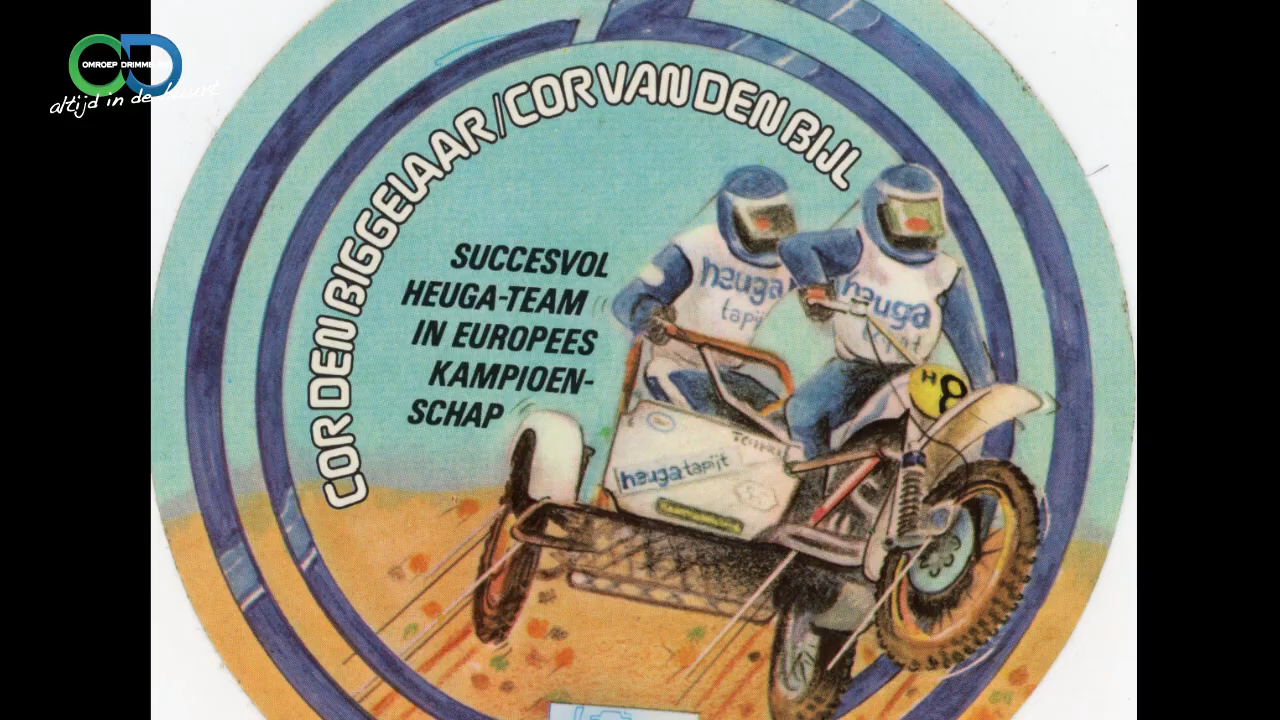 OMROEP DRIMMELEN
altijd in de buurt
COR DEN BIGGELAAR/COR VAN DEN BIJL
SUCCESVOL
HEUGA-TEAM
IN EUROPEES
KAMPIOEN-
SCHAP
heuga
tapijt
heuga
tapijt
H 8
heuga tapijt